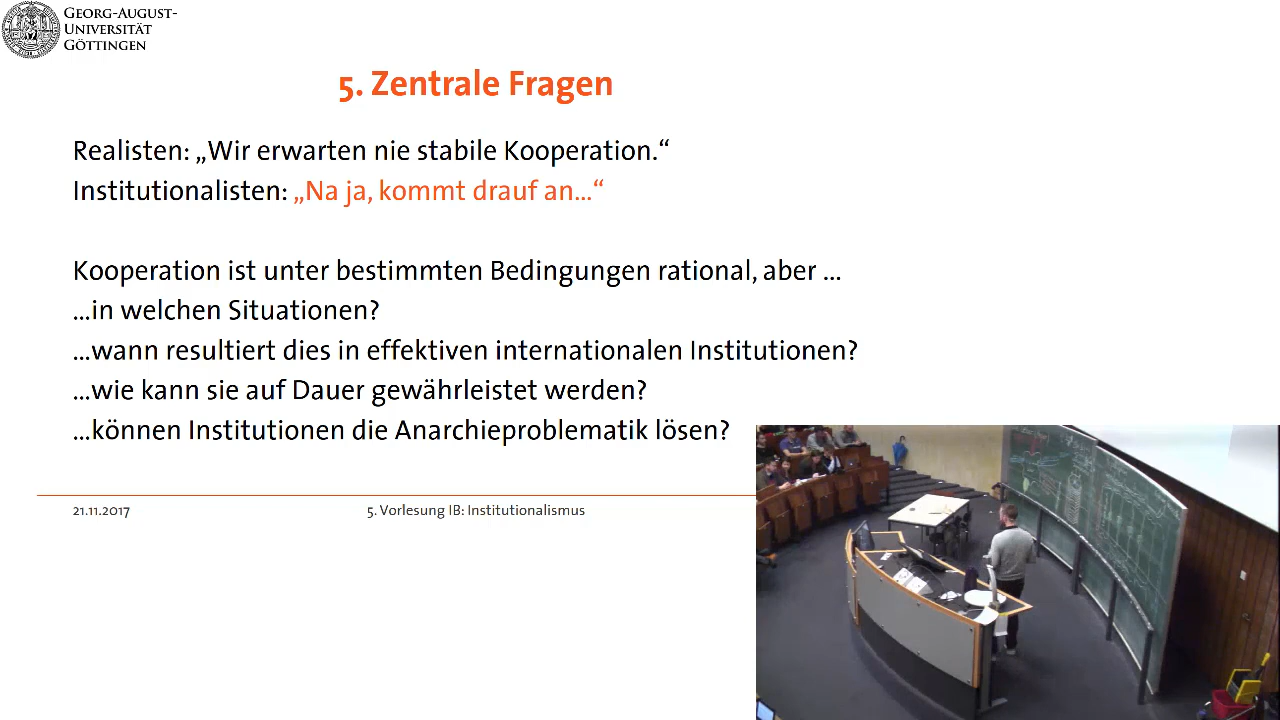 GEORG-AUGUST-
UNIVERSITÄT
GÖTTINGEN
5. Zentrale Fragen
Realisten: „Wir erwarten nie stabile Kooperation.“
Institutionalisten: „Na ja, kommt drauf an...“
Kooperation ist unter bestimmten Bedingungen rational, aber ...
...in welchen Situationen?
...wann resultiert dies in effektiven internationalen Institutionen?
...wie kann sie auf Dauer gewährleistet werden?
...können Institutionen die Anarchieproblematik lösen?
21.11.2017
5. Vorlesung IB: Institutionalismus